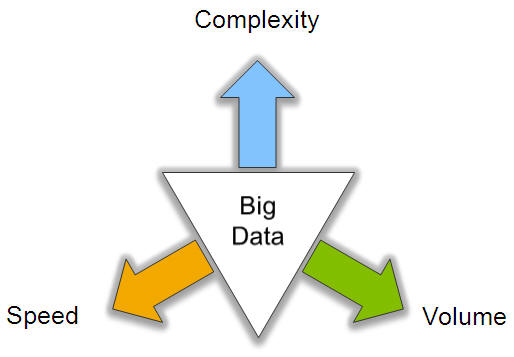 Complexity
Big
Data
Speed
Volume